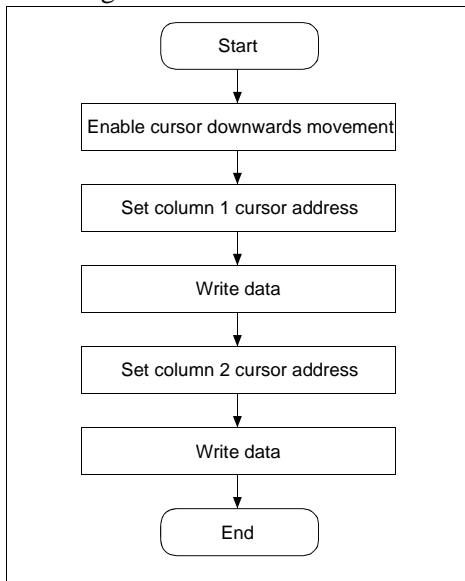 Start
Enable cursor downwards movement
Set column 1 cursor address
Write data
Set column 2 cursor address
Write data
End